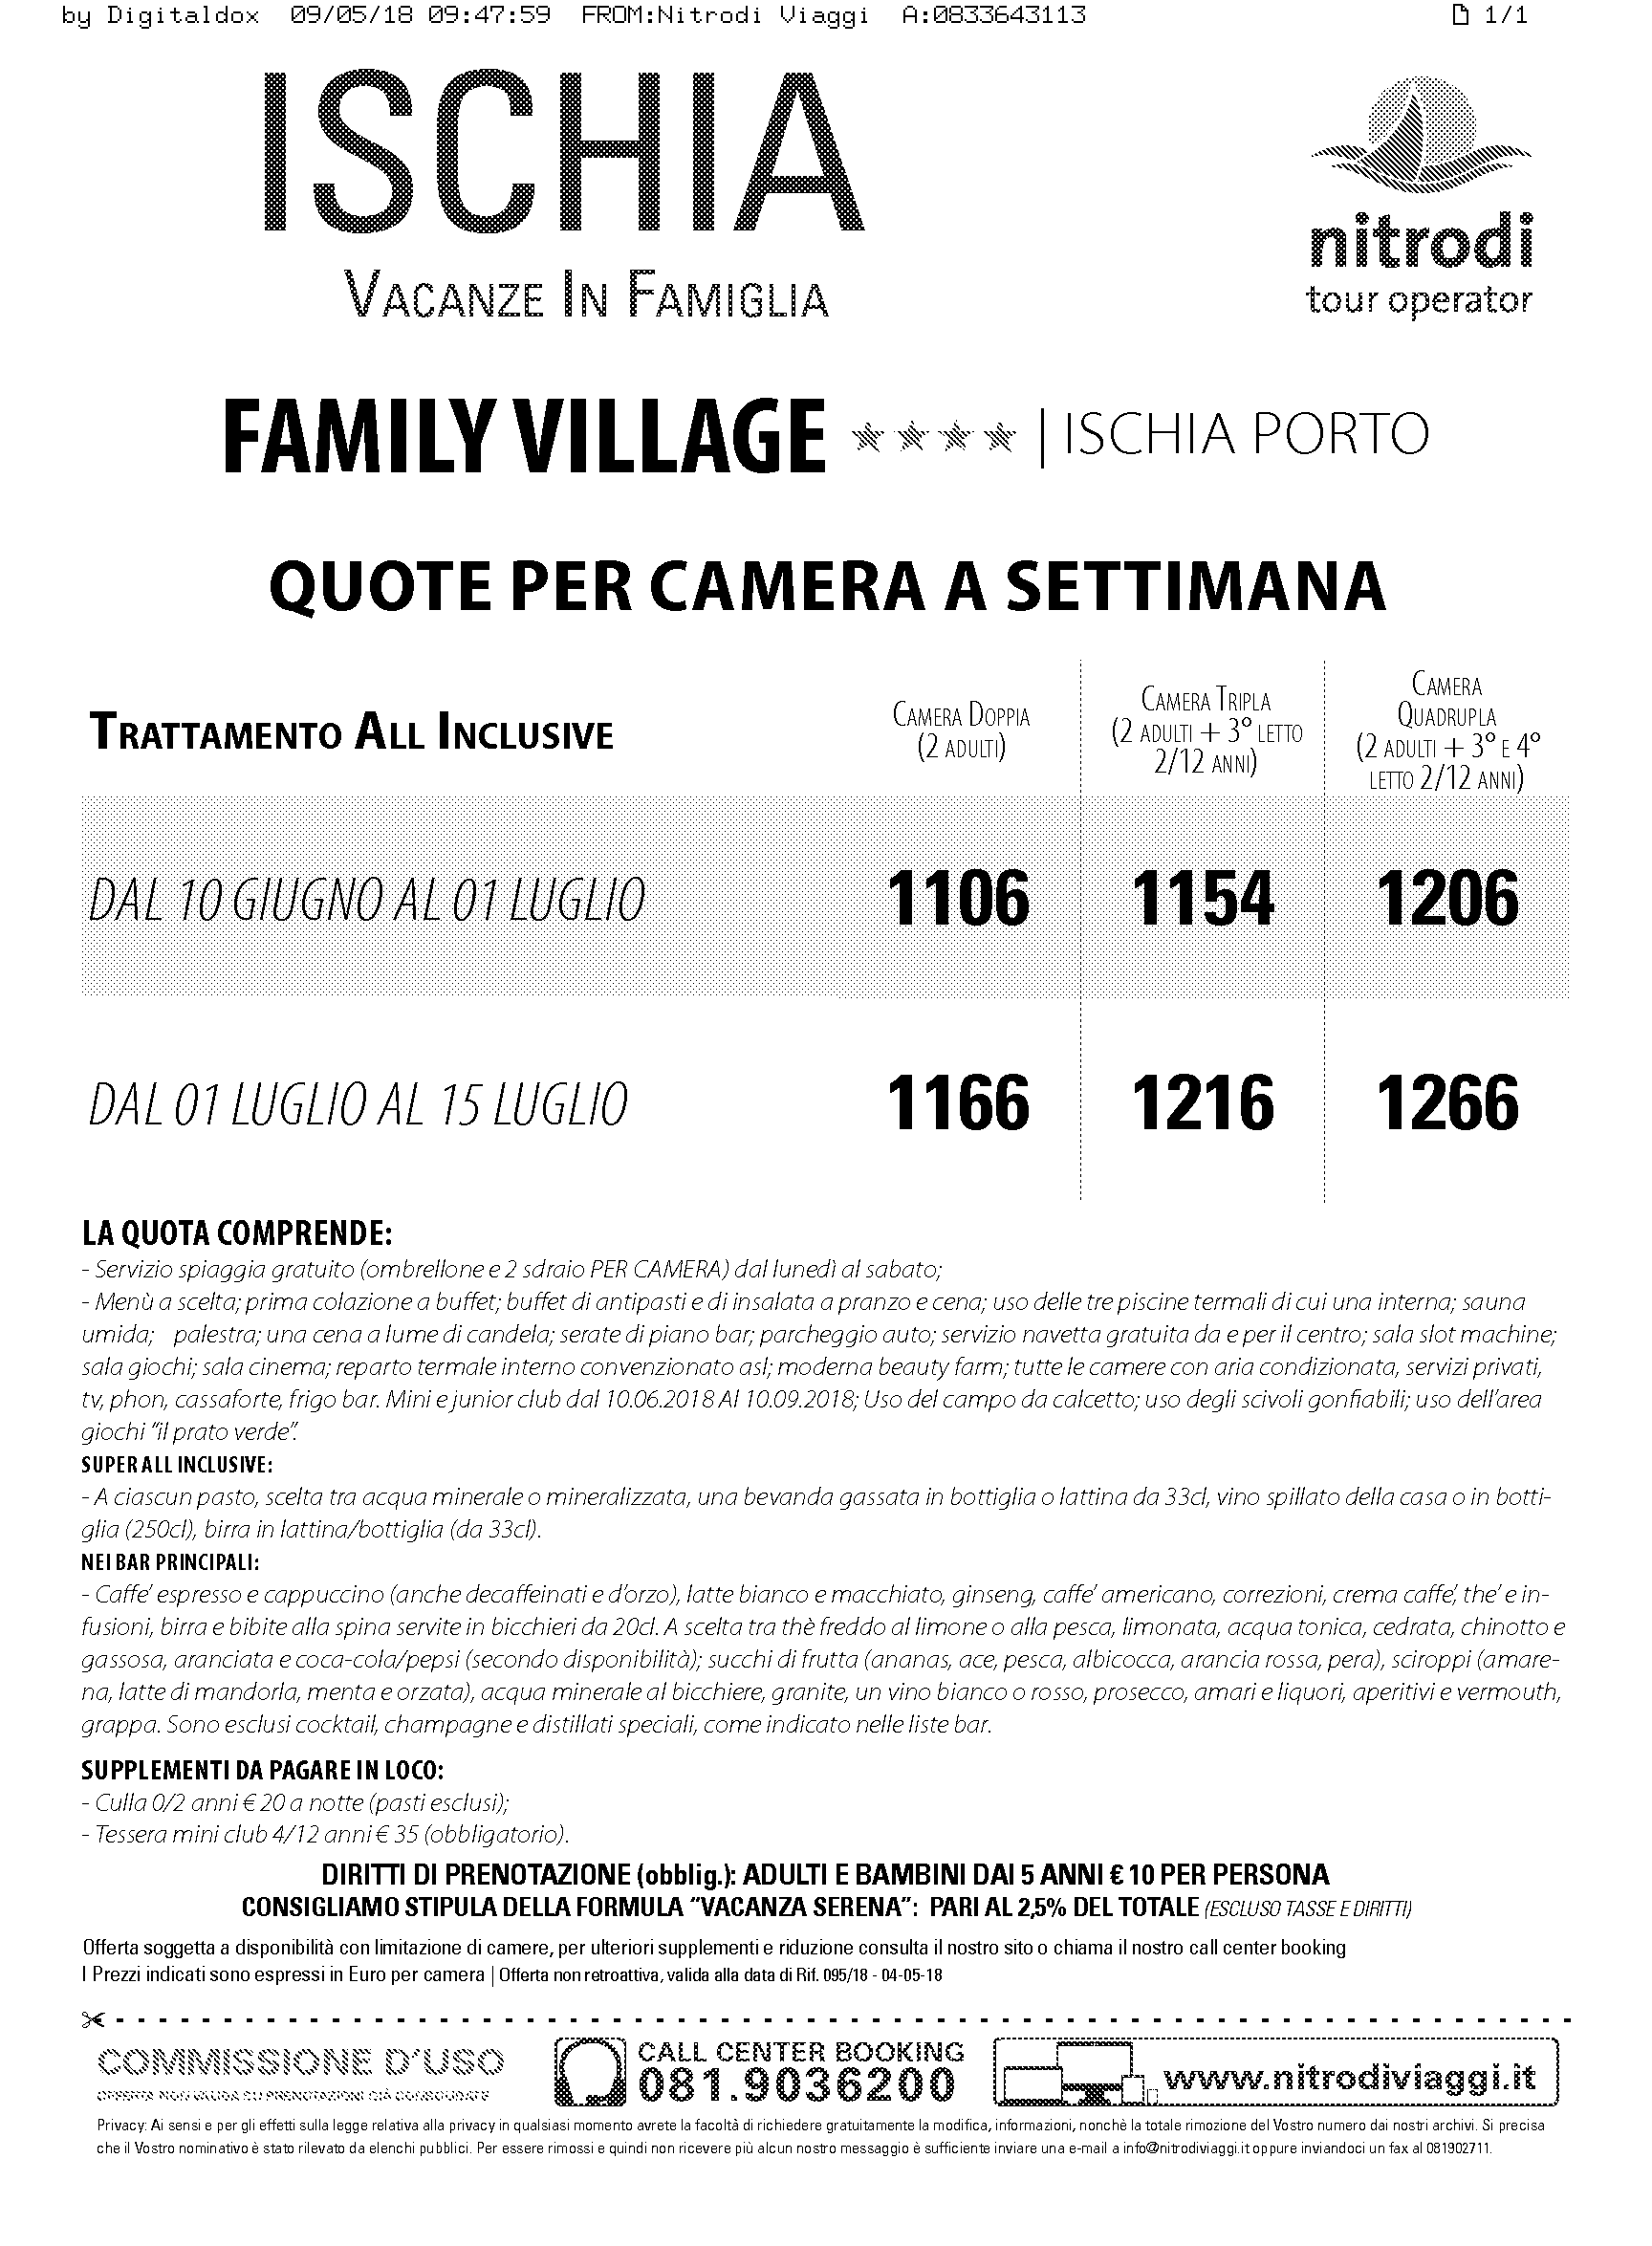 by Digitaldox 09/05/18 09:47:59 FROM:Nitrodi Viaggi A:0833643113 1/1
ISCHIA
VACANZE IN FAMIGLIA
nitrodi
tour operator
FAMILY VILLAGE | ISCHIA PORTO
QUOTE PER CAMERA A SETTIMANA
TRATTAMENTO ALL INCLUSIVE
CAMERA DOPPIA
(2 ADULTI)
CAMERA TRIPLA
(2 ADULTI + 3° LETTO
2/12 ANNI)
CAMERA
QUADRUPLA
(2 ADULTI + 3° E 4°
LETTO 2/12 ANNI)
DAL 10 GIUGNO AL 01 LUGLIO 1106 1154 1206
DAL 01 LUGLIO AL 15 LUGLIO 1166 1216 1266
LA QUOTA COMPRENDE:
- Servizio spiaggia gratuito (ombrellone e 2 sdraio PER CAMERA) dal lunedì al sabato;
- Menù a scelta; prima colazione a buffet; buffet di antipasti e di insalata a pranzo e cena; uso delle tre piscine termali di cui una interna; sauna
umida; palestra; una cena a lume di candela; serate di piano bar; parcheggio auto; servizio navetta gratuita da e per il centro; sala slot machine;
sala giochi; sala cinema; reparto termale interno convenzionato asl; moderna beauty farm; tutte le camere con aria condizionata, servizi privati,
tv, phon, cassaforte, frigo bar. Mini e junior club dal 10.06.2018 Al 10.09.2018; Uso del campo da calcetto; uso degli scivoli gonfiabili; uso dell'area
giochi "il prato verde".
SUPER ALL INCLUSIVE:
- A ciascun pasto, scelta tra acqua minerale o mineralizzata, una bevanda gassata in bottiglia o lattina da 33cl, vino spillato della casa o in botti-
glia (250cl), birra in lattina/bottiglia (da 33cl).
NEI BAR PRINCIPALI:
- Caffe' espresso e cappuccino (anche decaffeinati e d'orzo), latte bianco e macchiato, ginseng, caffe' americano, correzioni, crema caffe', the' e in-
fusioni, birra e bibite alla spina servite in bicchieri da 20cl. A scelta tra thè freddo al limone o alla pesca, limonata, acqua tonica, cedrata, chinotto e
gassosa, aranciata e coca-cola/pepsi (secondo disponibilità); succhi di frutta (ananas, ace, pesca, albicocca, arancia rossa, pera), sciroppi (amare-
na, latte di mandorla, menta e orzata), acqua minerale al bicchiere, granite, un vino bianco o rosso, prosecco, amari e liquori, aperitivi e vermouth,
grappa. Sono esclusi cocktail, champagne e distillati speciali, come indicato nelle liste bar.
SUPPLEMENTI DA PAGARE IN LOCO:
- Culla 0/2 anni € 20 a notte (pasti esclusi);
- Tessera mini club 4/12 anni € 35 (obbligatorio).
DIRITTI DI PRENOTAZIONE (obblig.): ADULTI E BAMBINI DAI 5 ANNI € 10 PER PERSONA
CONSIGLIAMO STIPULA DELLA FORMULA "VACANZA SERENA": PARI AL 2,5% DEL TOTALE (ESCLUSO TASSE E DIRITTI)
Offerta soggetta a disponibilità con limitazione di camere, per ulteriori supplementi e riduzione consulta il nostro sito o chiama il nostro call center booking
I Prezzi indicati sono espressi in Euro per camera | Offerta non retroattiva, valida alla data di Rif. 095/18 - 04-05-18
COMMISSIONE D'USO
OFFERTA NON VALIDA SU PRENOTAZIONI GIÀ CONSOLIDATE
CALL CENTER BOOKING
081.9036200
www.nitrodiviaggi.it
Privacy: Ai sensi e per gli effetti sulla legge relativa alla privacy in qualsiasi momento avrete la facoltà di richiedere gratuitamente la modifica, informazioni, nonchè la totale rimozione del Vostro numero dai nostri archivi. Si precisa
che il Vostro nominativo è stato rilevato da elenchi pubblici. Per essere rimossi e quindi non ricevere più alcun nostro messaggio è sufficiente inviare una e-mail a info@nitrodiviaggi.it oppure inviandoci un fax al 081902711.